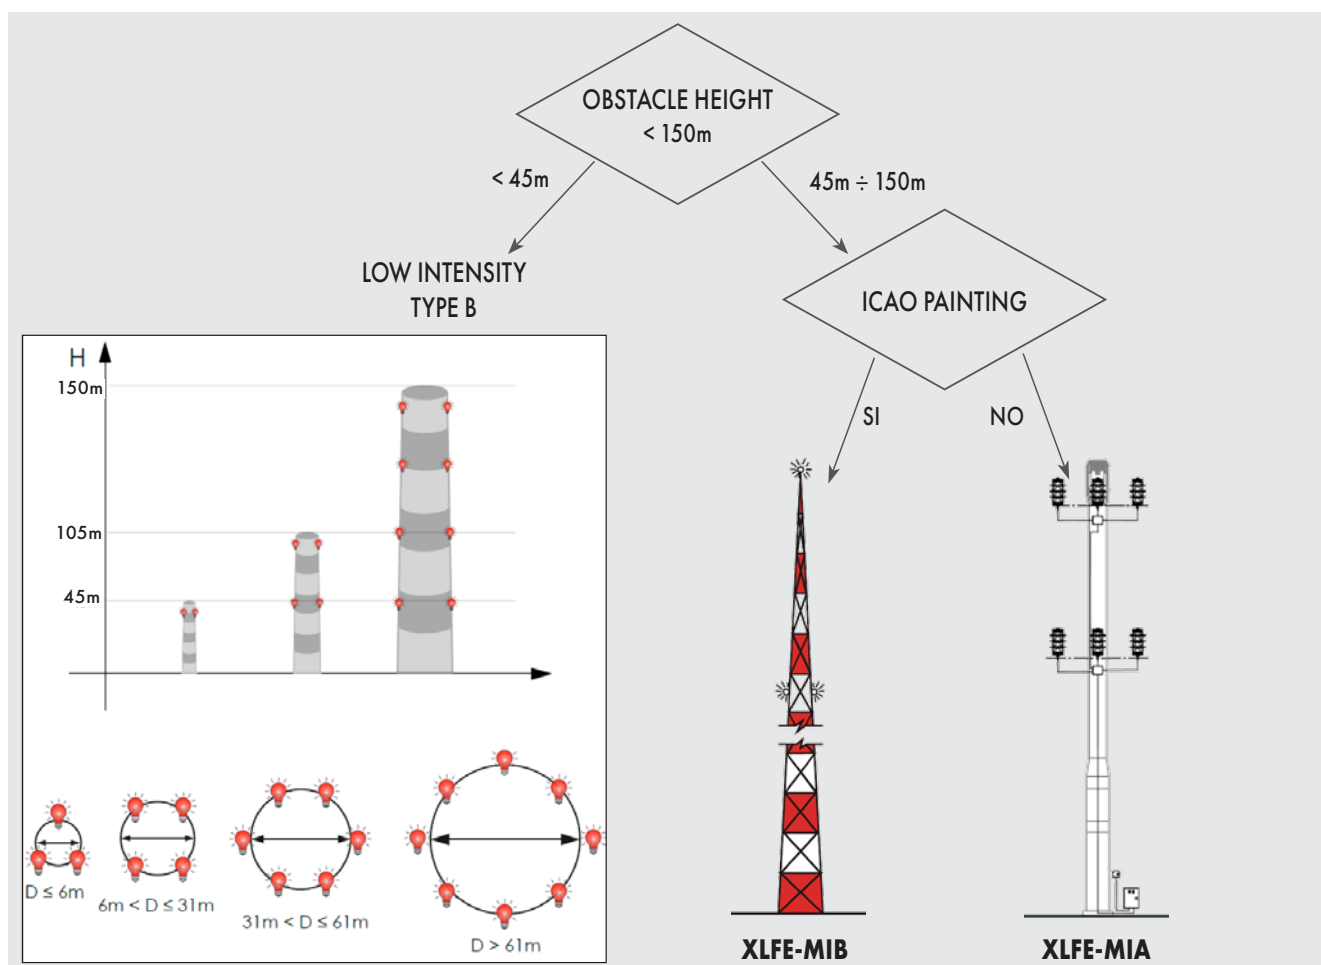 OBSTACLE HEIGHT
< 150m
< 45m
45m ÷ 150m
LOW INTENSITY
TYPE B
ICAO PAINTING
SI
NO
H
150m
105m
45m
D ≤ 6m
6m < D ≤ 31m
31m < D ≤ 61m
D > 61m
XLFE-MIB
XLFE-MIA